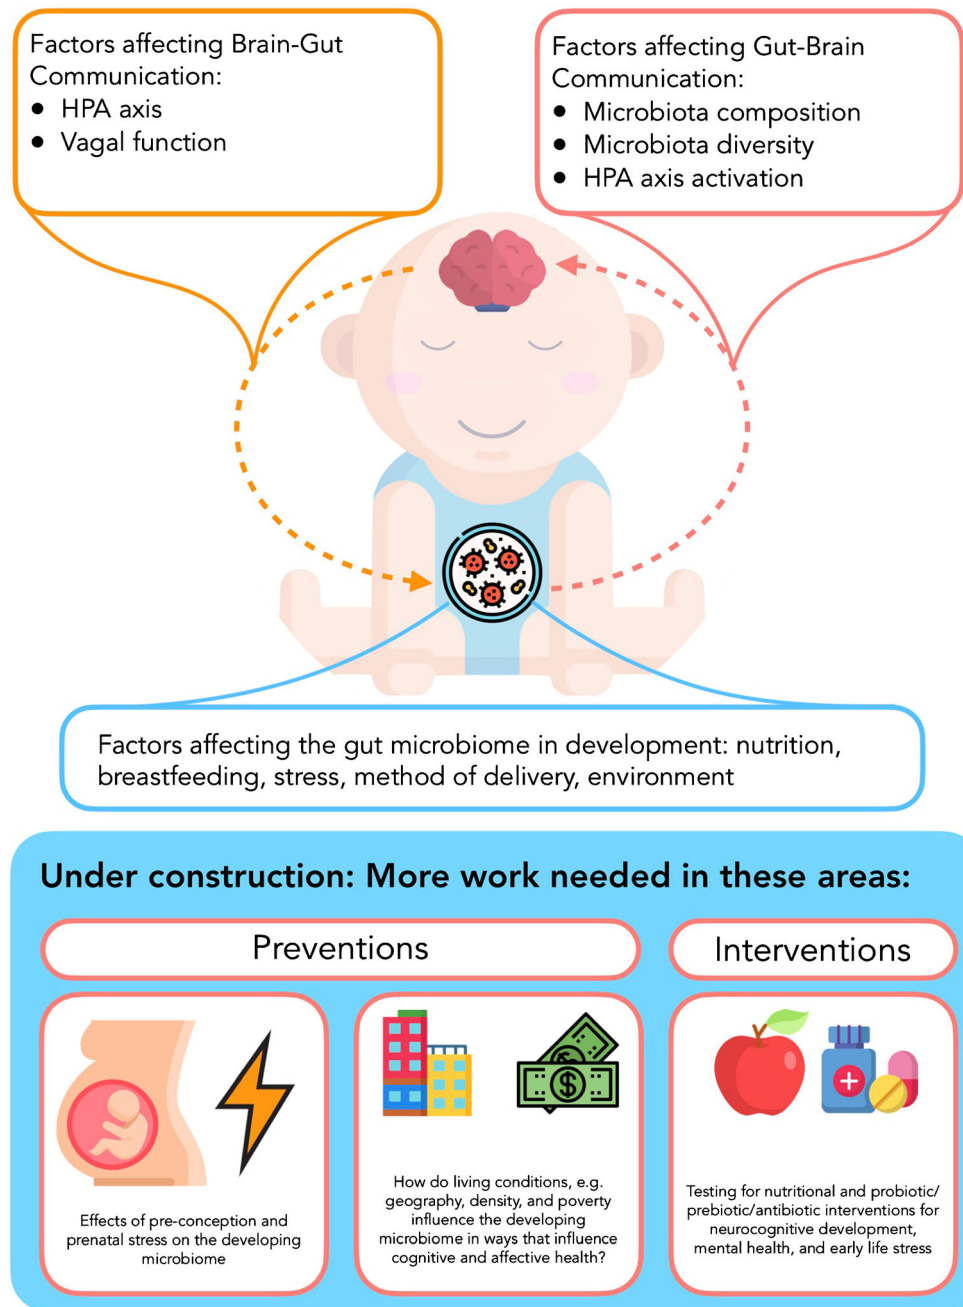 Factors affecting Brain-Gut
Communication:
● HPA axis
● Vagal function
Factors affecting Gut-Brain
Communication:
● Microbiota composition
● Microbiota diversity
● HPA axis activation
Factors affecting the gut microbiome in development: nutrition,
breastfeeding, stress, method of delivery, environment
Under construction: More work needed in these areas:
Preventions
Interventions
Effects of pre-conception and
prenatal stress on the developing
microbiome
How do living conditions, e.g.
geography, density, and poverty
influence the developing
microbiome in ways that influence
cognitive and affective health?
Testing for nutritional and probiotic/
prebiotic/antibiotic interventions for
neurocognitive development,
mental health, and early life stress